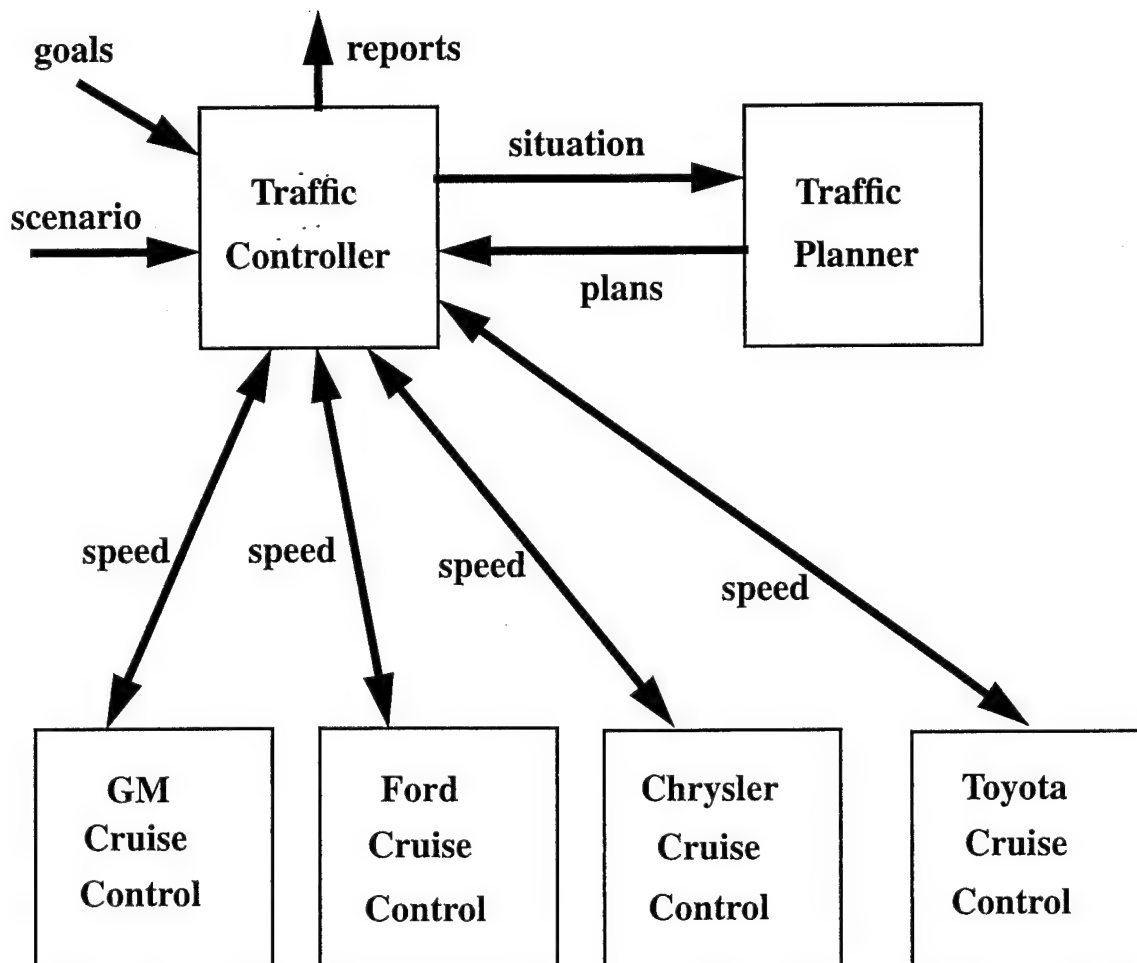 goals
reports
situation
Traffic
Controller
Traffic
Planner
scenario
plans
speed
speed
speed
speed
GM
Cruise
Control
Ford
Cruise
Control
Chrysler
Cruise
Control
Toyota
Cruise
Control